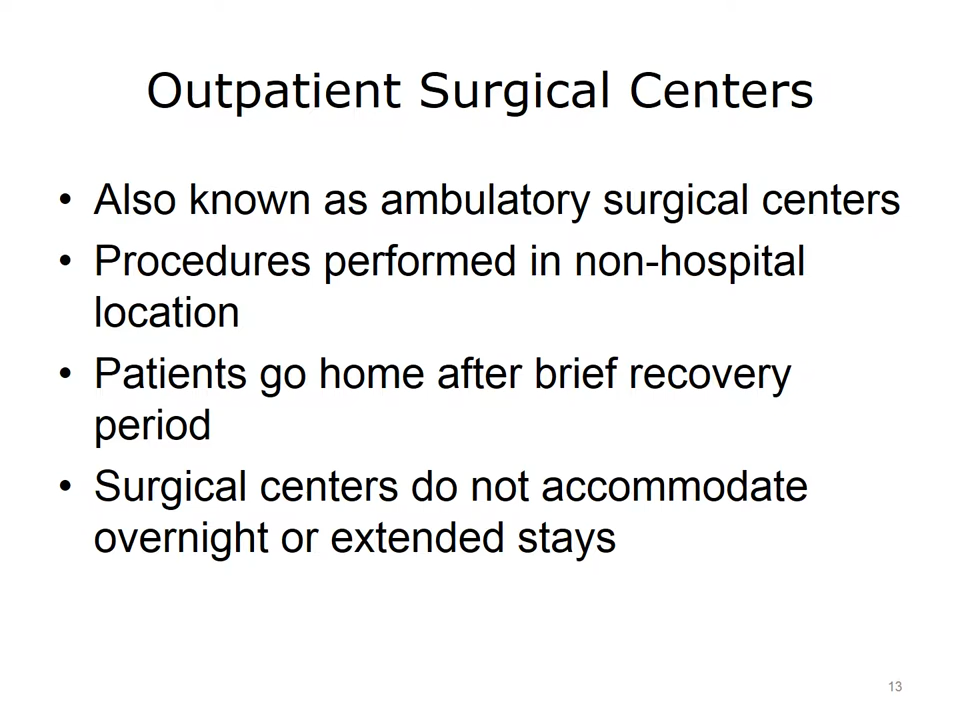 Outpatient Surgical Centers
• Also known as ambulatory surgical centers
• Procedures performed in non-hospital
location
• Patients go home after brief recovery
period
• Surgical centers do not accommodate
overnight or extended stays
13